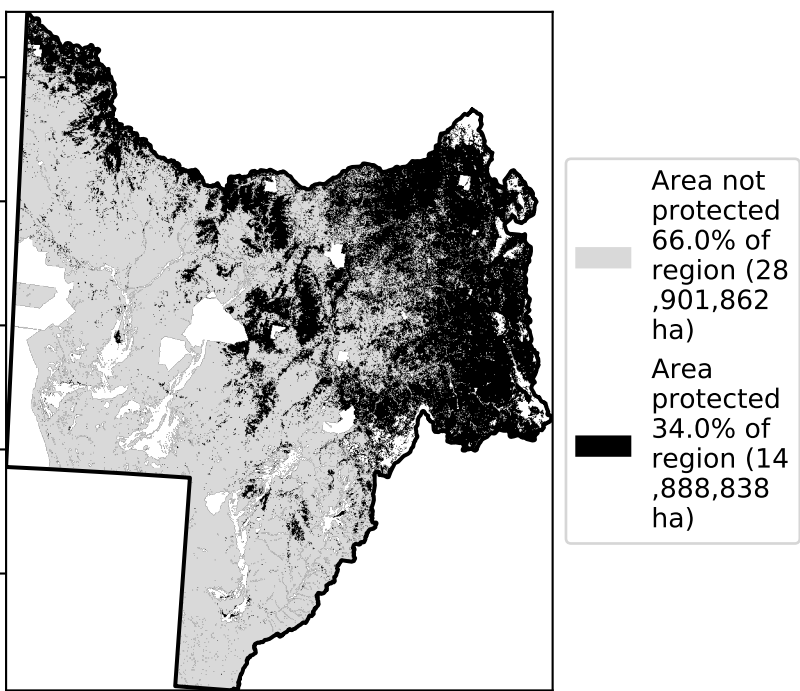 Area not
protected
66.0% of
region (28
,901,862
ha)
Area
protected
34.0% of
region (14
,888,838
ha)